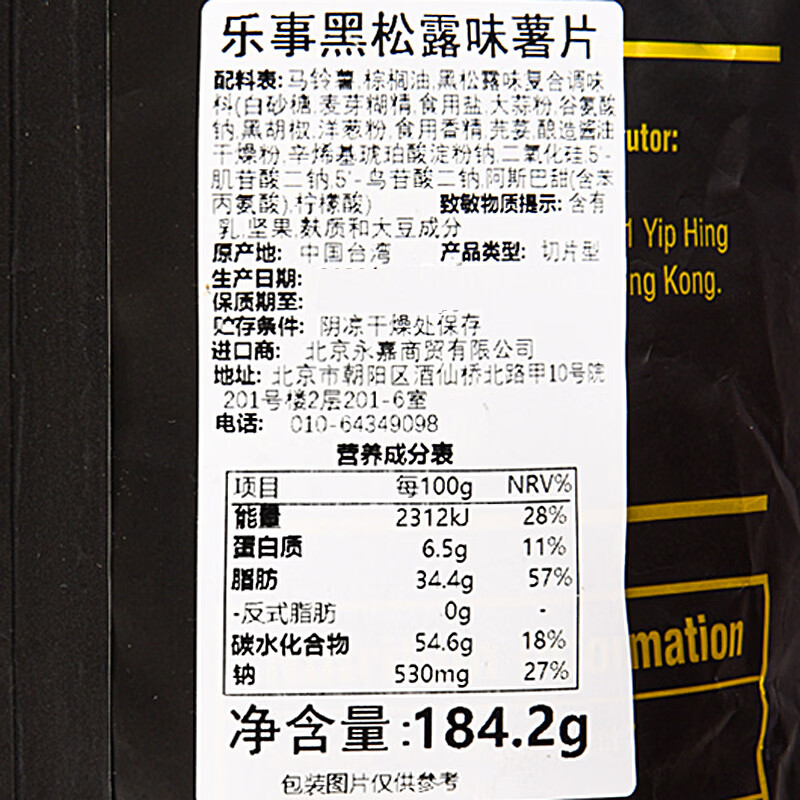 乐事黑松露味薯片
配料表:马铃薯,棕榈油,黑松露味复合调味
料(白砂糖,麦芽糊精,食用盐,大蒜粉,谷氨酸
钠,黑胡椒,洋葱粉,食用香精,芫荽,酿造酱油
干燥粉,辛烯基琥珀酸淀粉钠,二氧化硅,5'-
肌苷酸二钠,5'-鸟苷酸二钠,阿斯巴甜(含苯
丙氨酸),柠檬酸) 致敏物质提示: 含有
乳,坚果,麸质和大豆成分
原产地: 中国台湾 产品类型: 切片型
生产日期:
保质期至:
贮存条件: 阴凉干燥处保存
进口商: 北京永嘉商贸有限公司
地址: 北京市朝阳区酒仙桥北路甲10号院
201号楼2层201-6室
电话: 010-64349098
营养成分表
项目 每100g NRV%
能量 2312kJ 28%
蛋白质 6.5g 11%
脂肪 34.4g 57%
-反式脂肪 0g -
碳水化合物 54.6g 18%
钠 530mg 27%
净含量:184.2g
包装图片仅供参考
utor:
1 Yip Hing
ng Kong.
mation